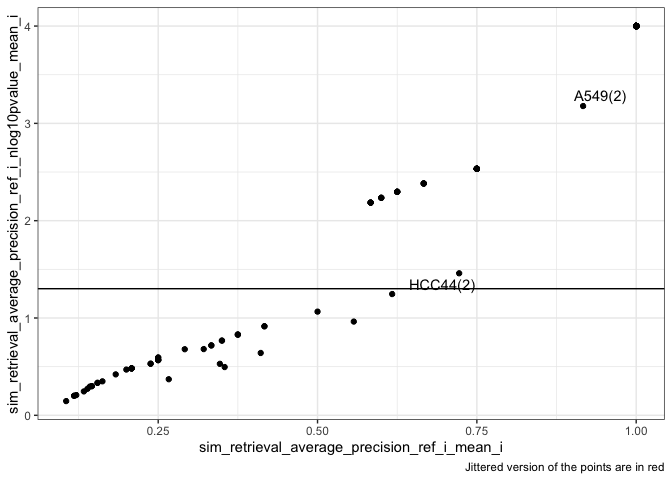 sim_retrieval_average_precision_ref_i_nlog10pvalue_mean_i
4
3
2
1
0
A549(2)
HCC44(2)
0.25
0.50
0.75
1.00
sim_retrieval_average_precision_ref_i_mean_i
Jittered version of the points are in red